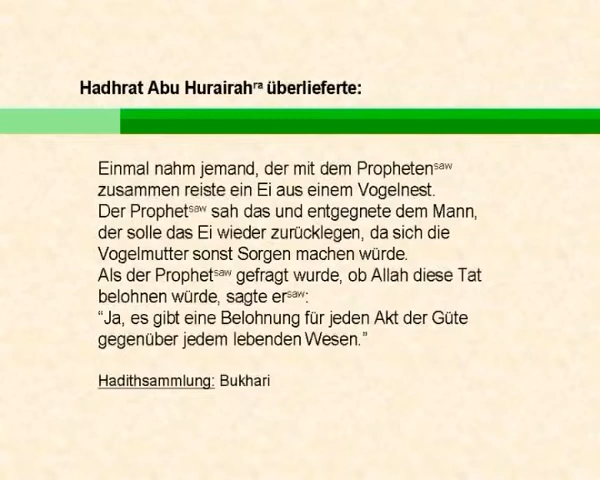 Hadhrat Abu Hurairahʳᵃ überlieferte:
Einmal nahm jemand, der mit dem Prophetenˢᵃʷ
zusammen reiste ein Ei aus einem Vogelnest.
Der Prophetˢᵃʷ sah das und entgegnete dem Mann,
der solle das Ei wieder zurücklegen, da sich die
Vogelmutter sonst Sorgen machen würde.
Als der Prophetˢᵃʷ gefragt wurde, ob Allah diese Tat
belohnen würde, sagte erˢᵃʷ:
“Ja, es gibt eine Belohnung für jeden Akt der Güte
gegenüber jedem lebenden Wesen.”
Hadithsammlung: Bukhari